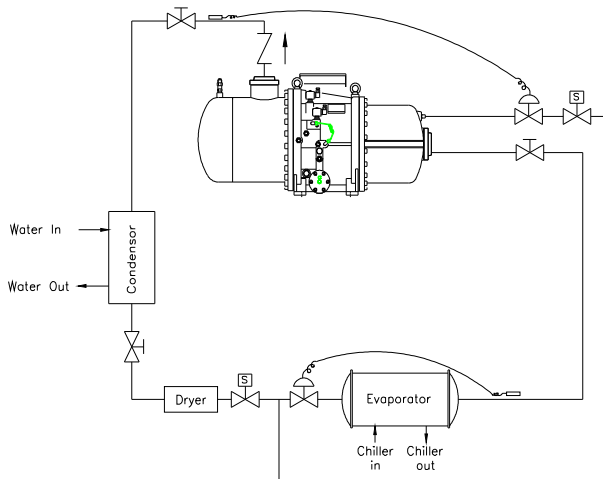 S
Water In
Water Out
Condensor
S
Dryer
Evaporator
Chiller
in
Chiller
out